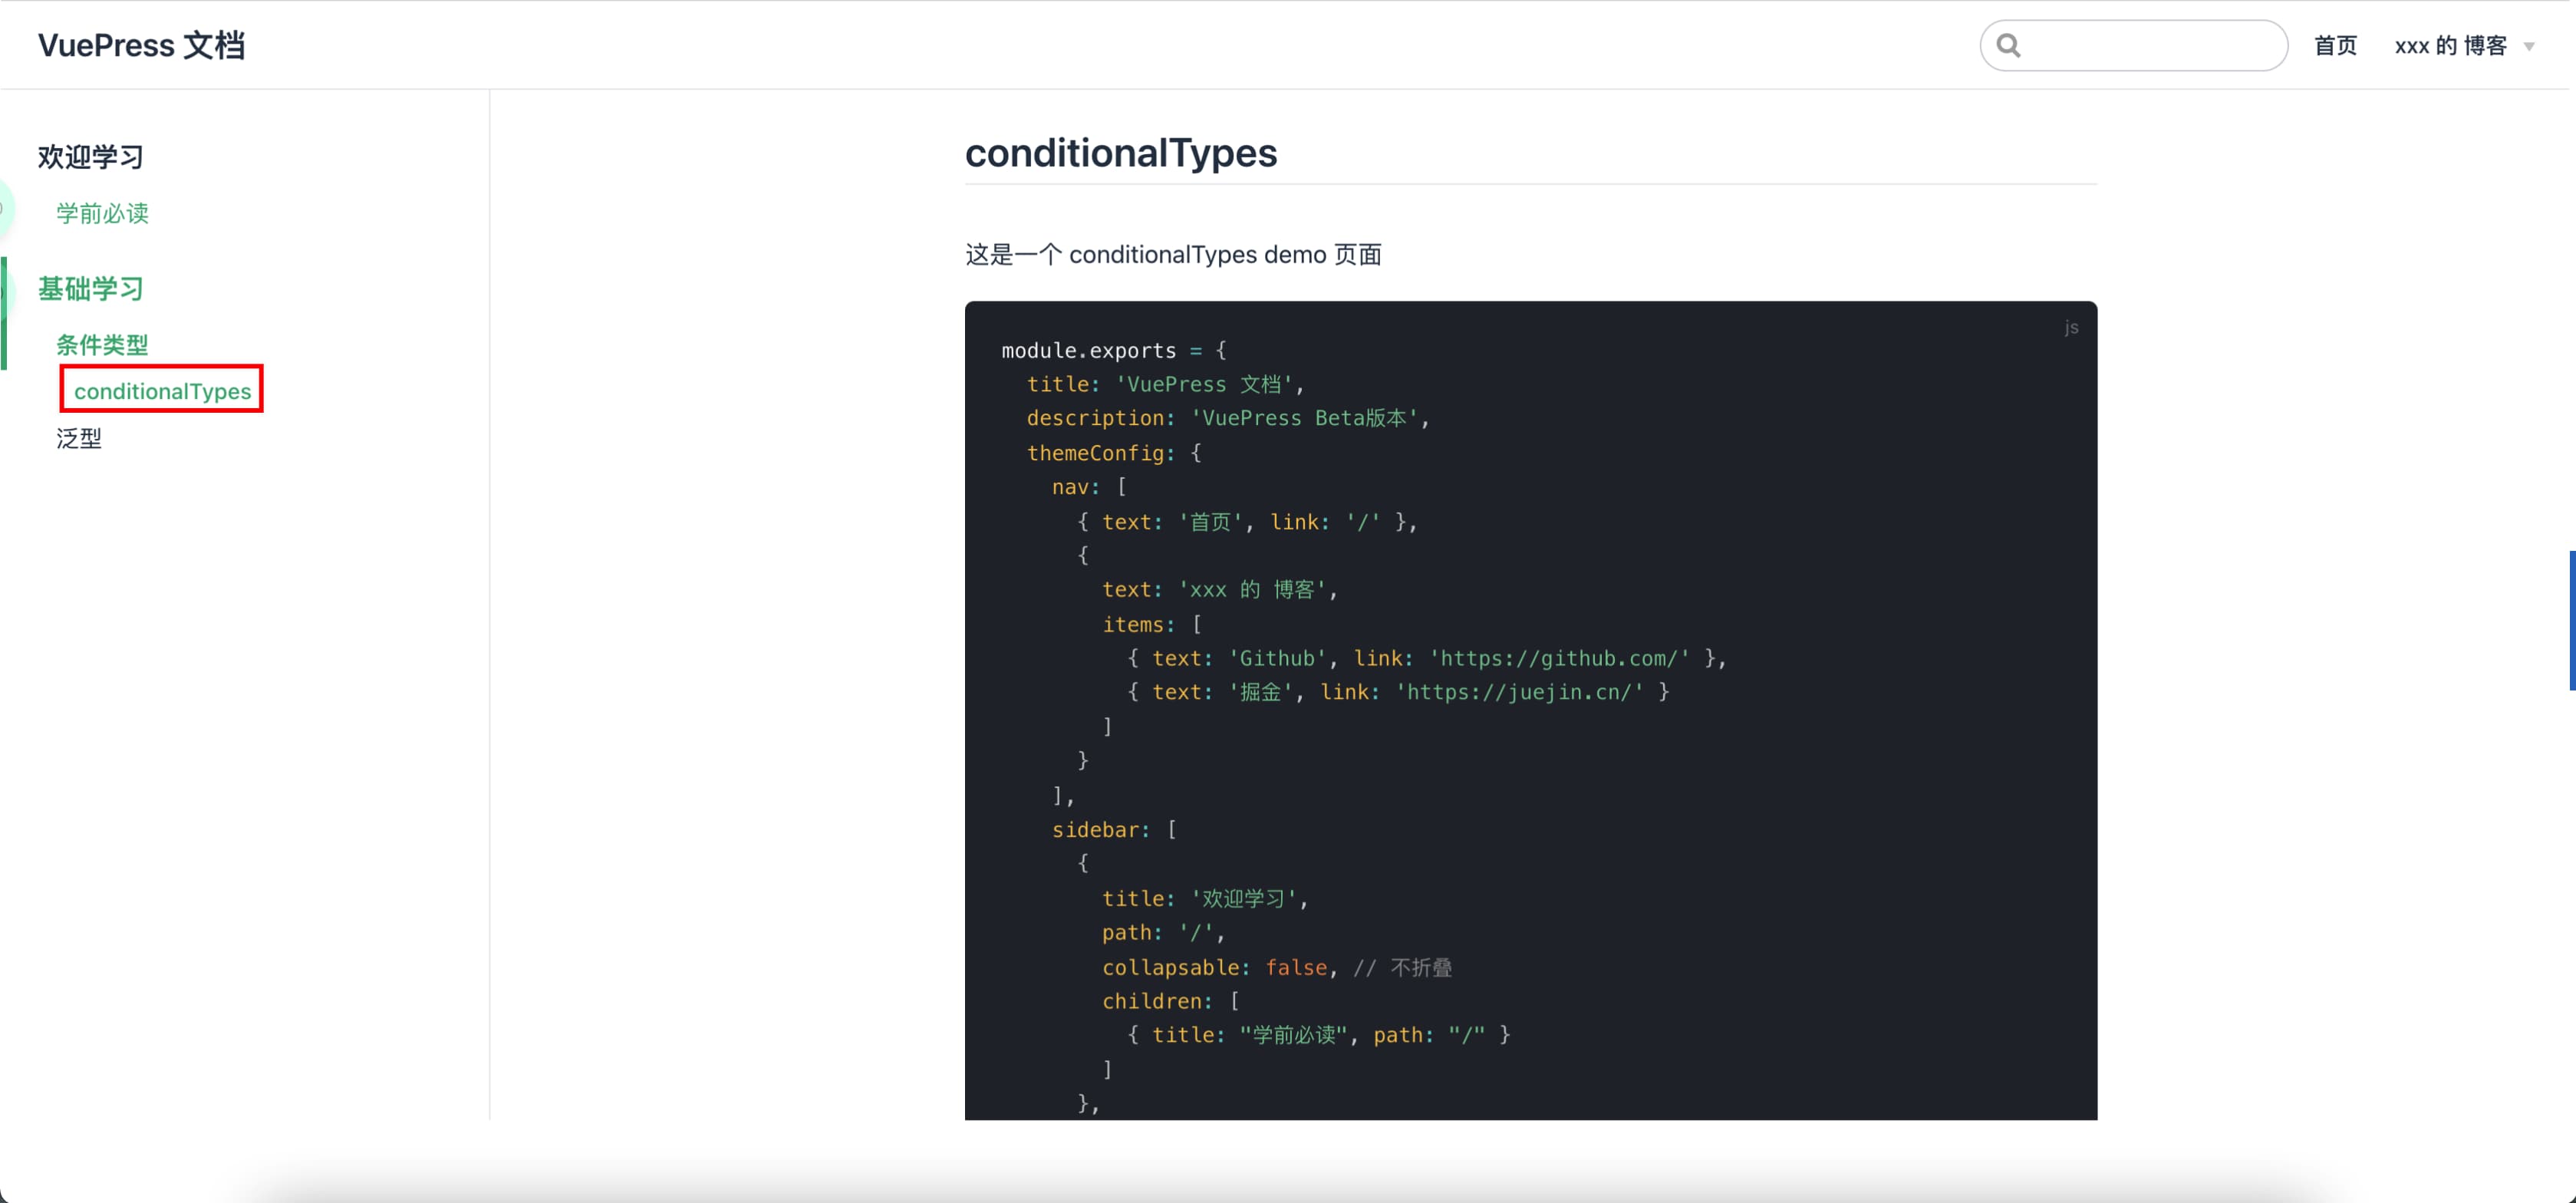 VuePress 文档
首页
xxx 的 博客
欢迎学习
学前必读
基础学习
条件类型
conditionalTypes
泛型
conditionalTypes
这是一个 conditionalTypes demo 页面
js
module.exports = {
  title: 'VuePress 文档',
  description: 'VuePress Beta版本',
  themeConfig: {
    nav: [
      { text: '首页', link: '/' },
      {
        text: 'xxx 的 博客',
        items: [
          { text: 'Github', link: 'https://github.com/' },
          { text: '掘金', link: 'https://juejin.cn/' }
        ]
      }
    ],
    sidebar: [
      {
        title: '欢迎学习',
        path: '/',
        collapsable: false, // 不折叠
        children: [
          { title: "学前必读", path: "/" }
        ]
      },